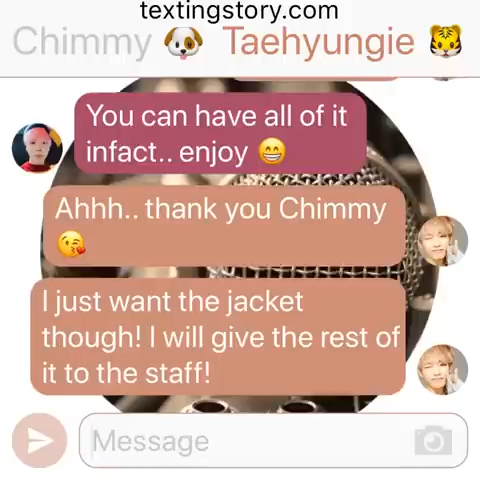 textingstory.com
Chimmy 🐶 Taehyungie 🐯
You can have all of it
infact.. enjoy 😁
Ahhh.. thank you Chimmy
😘
I just want the jacket
though! I will give the rest of
it to the staff!
Message